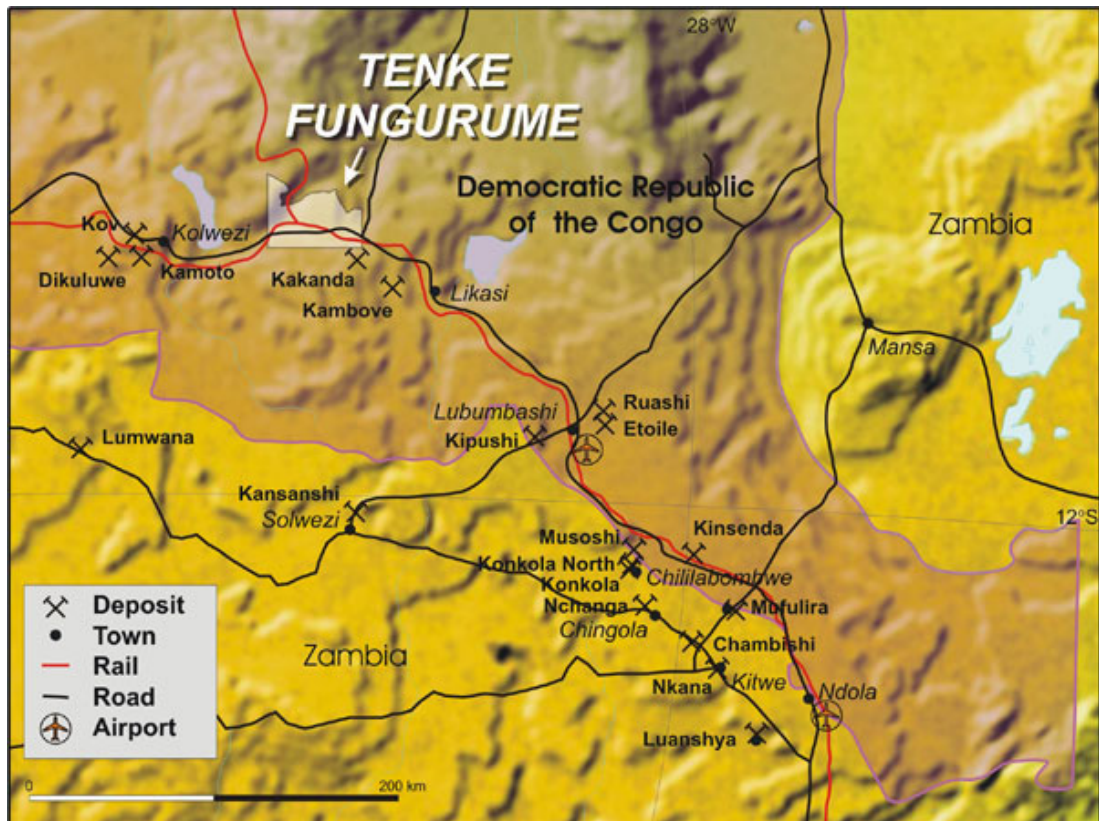 28°W
TENKE
FUNGURUME
Democratic Republic
of the Congo
Zambia
Kov
Kolwezi
Dikuluwe
Kamoto
Kakanda
Kambove
Likasi
Mansa
Lubumbashi
Ruashi
Etoile
Kipushi
Lumwana
Kansanshi
Solwezi
12°S
Musoshi
Kinsenda
Konkola North
Konkola
Chililabombwe
Nchanga
Chingola
Mufulira
Chambishi
Zambia
Nkana
Kitwe
Ndola
Luanshya
Deposit
Town
Rail
Road
Airport
0
200 km